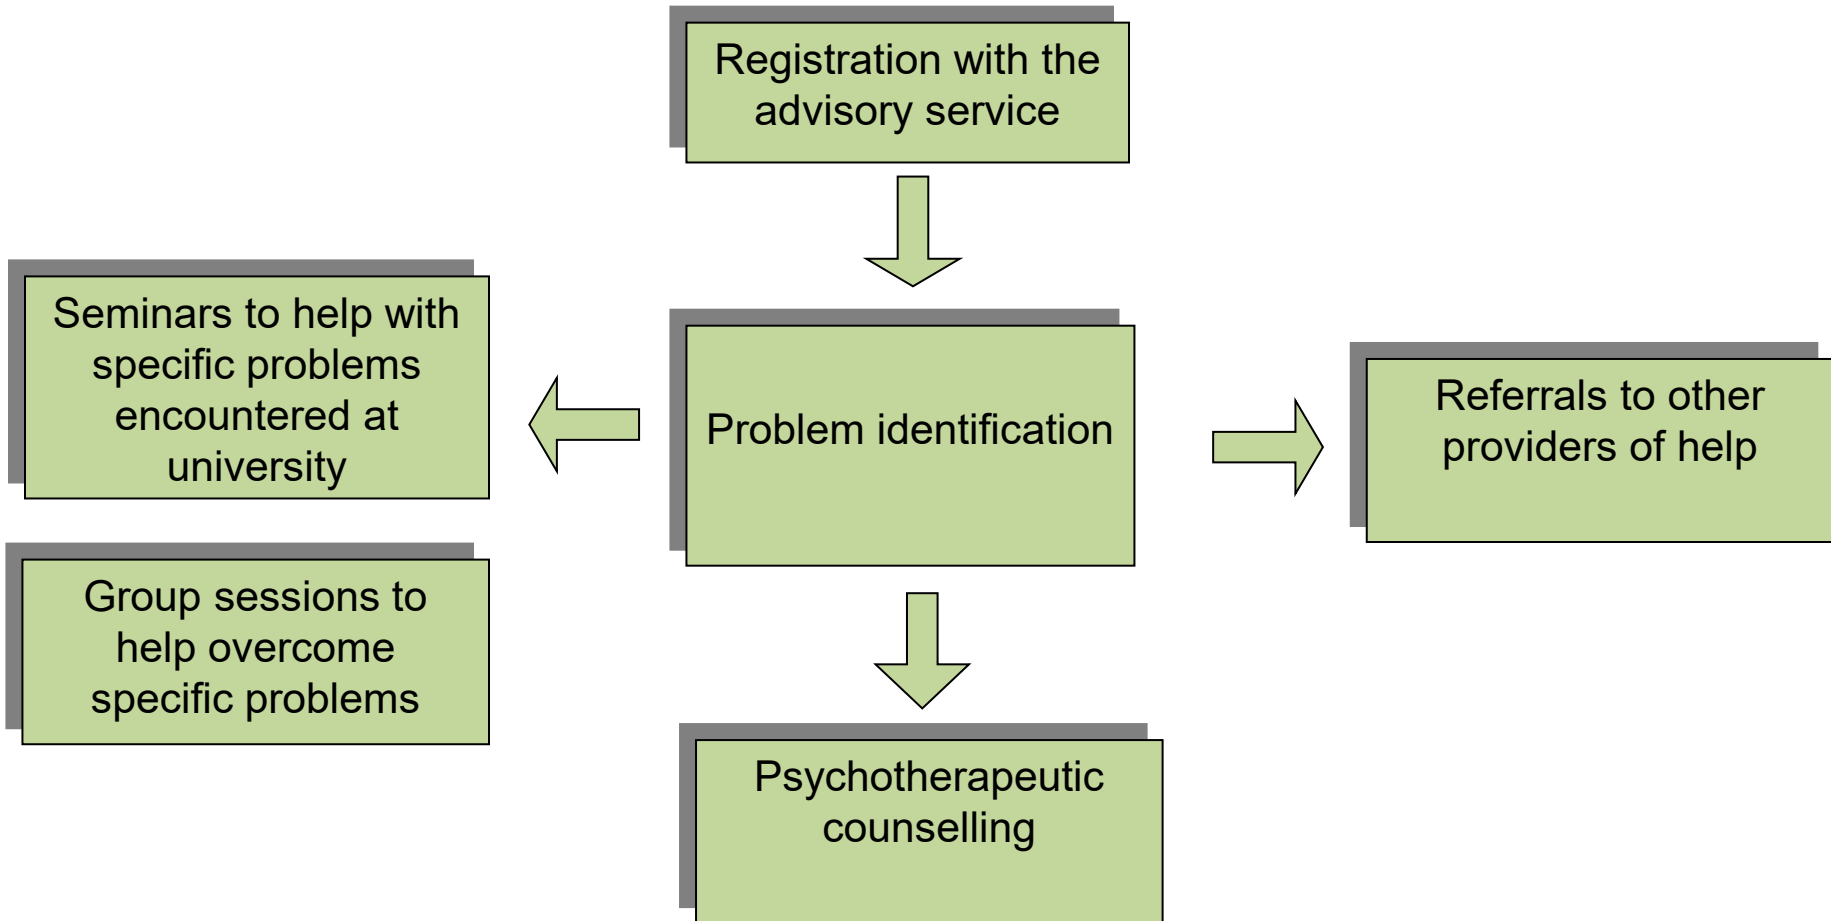 Registration with the
advisory service
Seminars to help with
specific problems
encountered at
university
Problem identification
Referrals to other
providers of help
Group sessions to
help overcome
specific problems
Psychotherapeutic
counselling